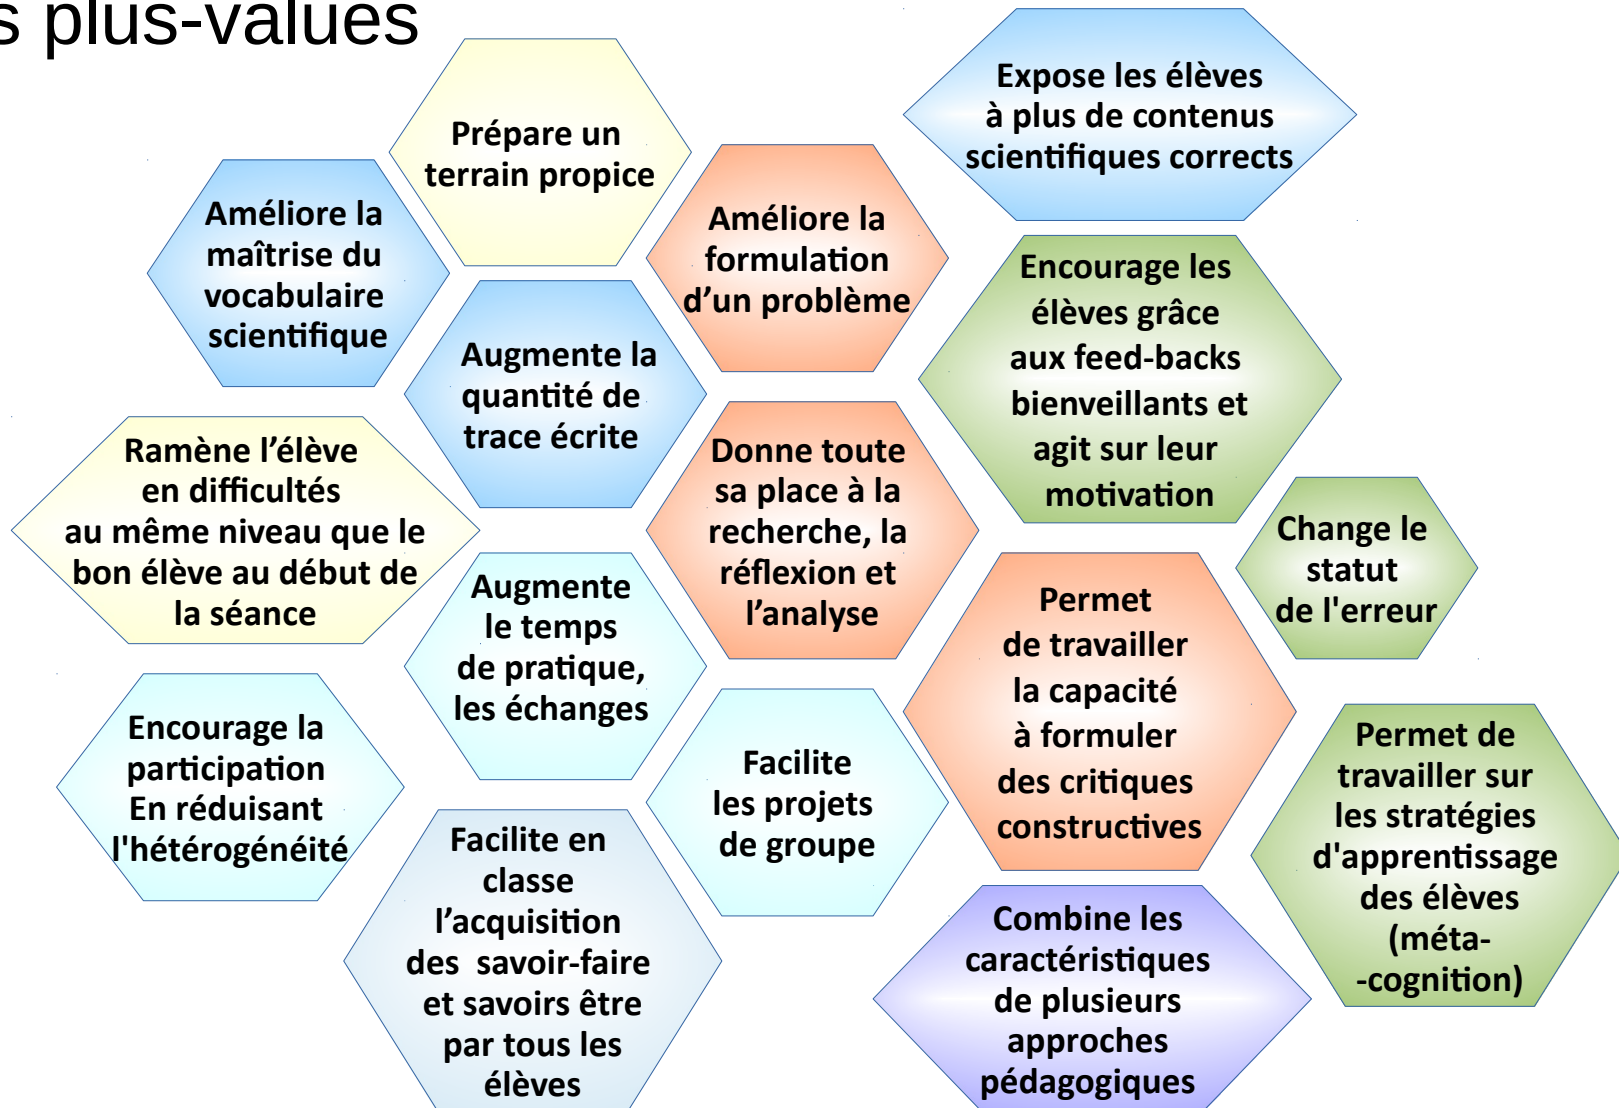 s plus-values
Prépare un
terrain propice
Expose les élèves
à plus de contenus
scientifiques corrects
Améliore la
maîtrise du
vocabulaire
scientifique
Améliore la
formulation
d’un problème
Encourage les
élèves grâce
aux feed-backs
bienveillants et
agit sur leur
motivation
Augmente la
quantité de
trace écrite
Ramène l’élève
en difficultés
au même niveau que le
bon élève au début de
la séance
Donne toute
sa place à la
recherche, la
réflexion et
l’analyse
Change le
statut
de l'erreur
Augmente
le temps
de pratique,
les échanges
Permet
de travailler
la capacité
à formuler
des critiques
constructives
Encourage la
participation
En réduisant
l'hétérogénéité
Facilite
les projets
de groupe
Permet de
travailler sur
les stratégies
d'apprentissage
des élèves
(méta-
-cognition)
Facilite en
classe
l’acquisition
des savoir-faire
et savoirs être
par tous les
élèves
Combine les
caractéristiques
de plusieurs
approches
pédagogiques